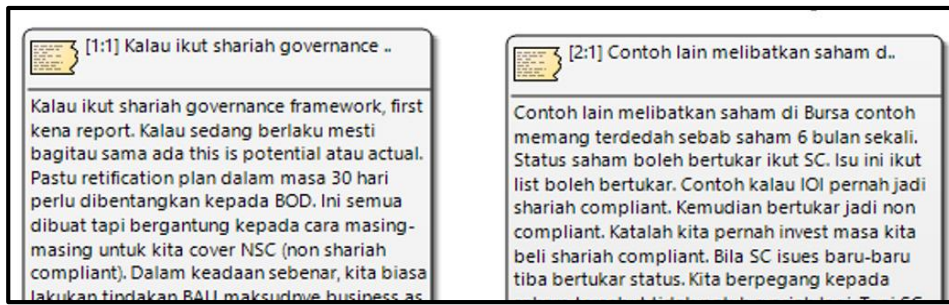 [1:1] Kalau ikut shariah governance ..
Kalau ikut shariah governance framework, first
kena report. Kalau sedang berlaku mesti
bagitau sama ada this is potential atau actual.
Pastu retification plan dalam masa 30 hari
perlu dibentangkan kepada BOD. Ini semua
dibuat tapi bergantung kepada cara masing-
masing untuk kita cover NSC (non shariah
compliant). Dalam keadaan sebenar, kita biasa
lakukan tindakan BAU maksudnye business as
[2:1] Contoh lain melibatkan saham d..
Contoh lain melibatkan saham di Bursa contoh
memang terdedah sebab saham 6 bulan sekali.
Status saham boleh bertukar ikut SC. Isu ini ikut
list boleh bertukar. Contoh kalau IOI pernah jadi
shariah compliant. Kemudian bertukar jadi non
compliant. Katalah kita pernah invest masa kita
beli shariah compliant. Bila SC isues baru-baru
tiba bertukar status. Kita berpegang kepada